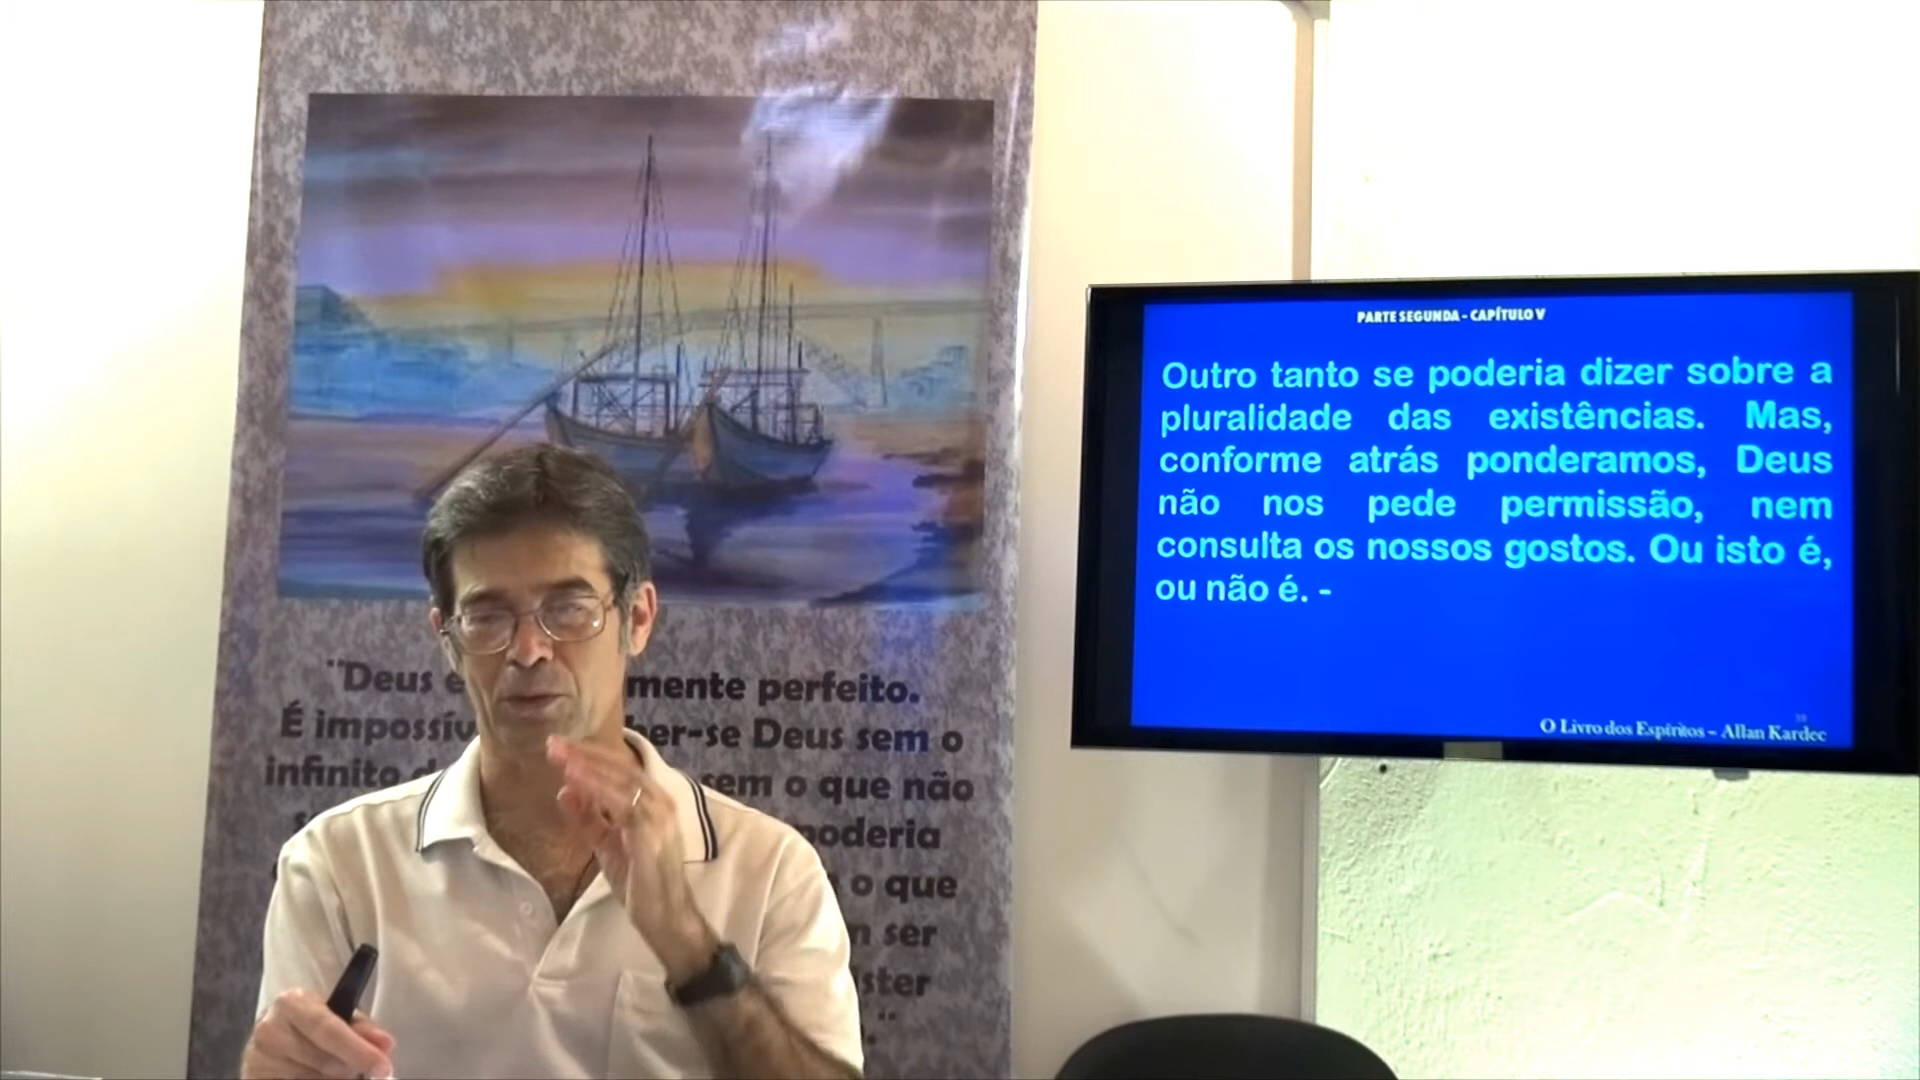 ¨Deus é mente perfeito.
É impossív ber-se Deus sem o
infinito d sem o que não
poderia
o que
ser
ster
.¨
PARTE SEGUNDA - CAPÍTULO V
Outro tanto se poderia dizer sobre a
pluralidade das existências. Mas,
conforme atrás ponderamos, Deus
não nos pede permissão, nem
consulta os nossos gostos. Ou isto é,
ou não é. -
O Livro dos Espíritos - Allan Kardec